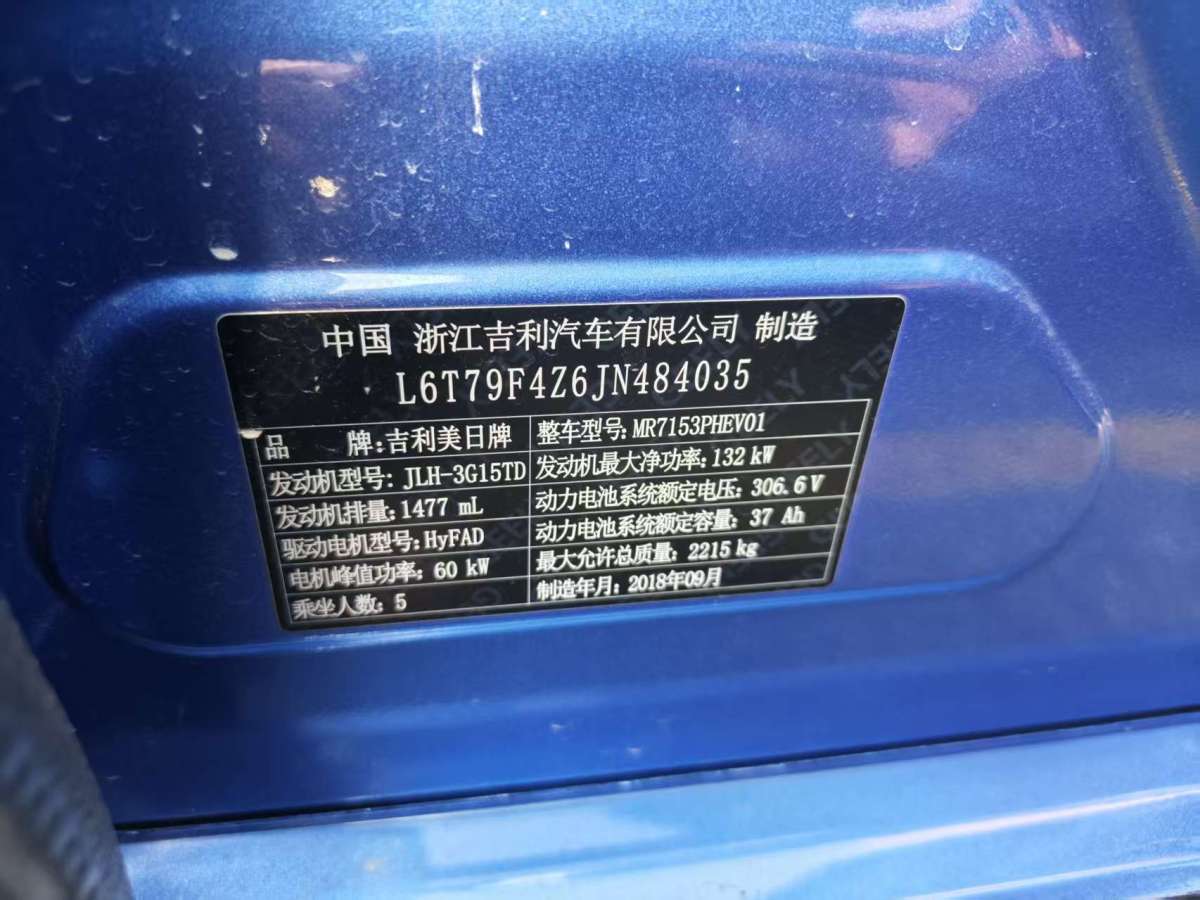 中国 浙江吉利汽车有限公司 制造
L6T79F4Z6JN484035
品 牌:吉利美日牌 整车型号:MR7153PHEV01
发动机型号: JLH-3G15TD 发动机最大净功率:132 kW
发动机排量:1477 mL 动力电池系统额定电压: 306.6V
驱动电机型号:HyFAD 动力电池系统额定容量: 37 Ah
电机峰值功率: 60 kW 最大允许总质量: 2215 kg
乘坐人数: 5 制造年月: 2018年09月